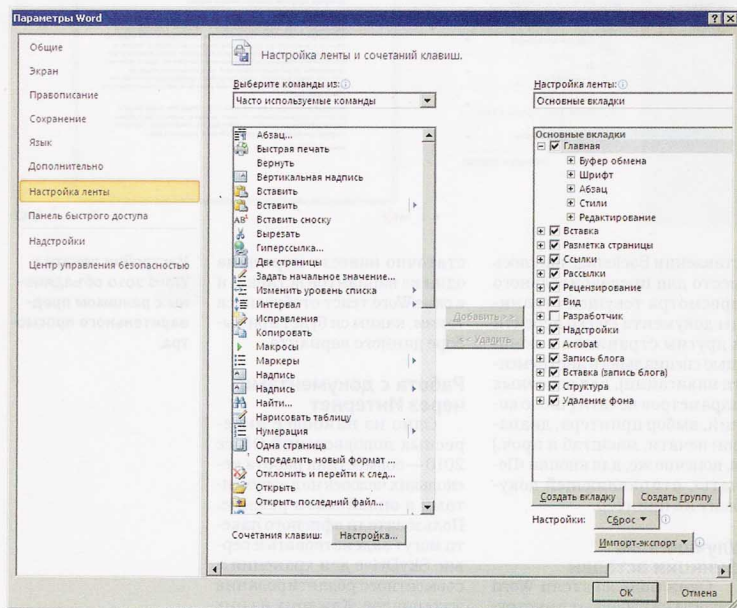 Параметры Word
Общие
Экран
Правописание
Сохранение
Язык
Дополнительно
Настройка ленты
Панель быстрого доступа
Надстройки
Центр управления безопасностью
Настройка ленты и сочетаний клавиш.
Выберите команды из:
Часто используемые команды
Абзац...
Быстрая печать
Вернуть
Вертикальная надпись
Вставить
Вставить
Вставить сноску
Вырезать
Гиперссылка...
Две страницы
Задать начальное значение...
Изменить уровень списка
Интервал
Исправления
Копировать
Макросы
Маркеры
Надпись
Надпись
Найти...
Нарисовать таблицу
Нумерация
Одна страница
Определить новый формат ...
Отклонить и перейти к след...
Открыть
Открыть последний файл...
Сочетания клавиш:
Настройка...
Добавить >>
<< Удалить
Настройка ленты:
Основные вкладки
Основные вкладки
Главная
Буфер обмена
Шрифт
Абзац
Стили
Редактирование
Вставка
Разметка страницы
Ссылки
Рассылки
Рецензирование
Вид
Разработчик
Надстройки
Acrobat
Запись блога
Вставка (запись блога)
Структура
Удаление фона
Создать вкладку
Создать группу
Настройки:
Сброс
Импорт-экспорт
ОК
Отмена